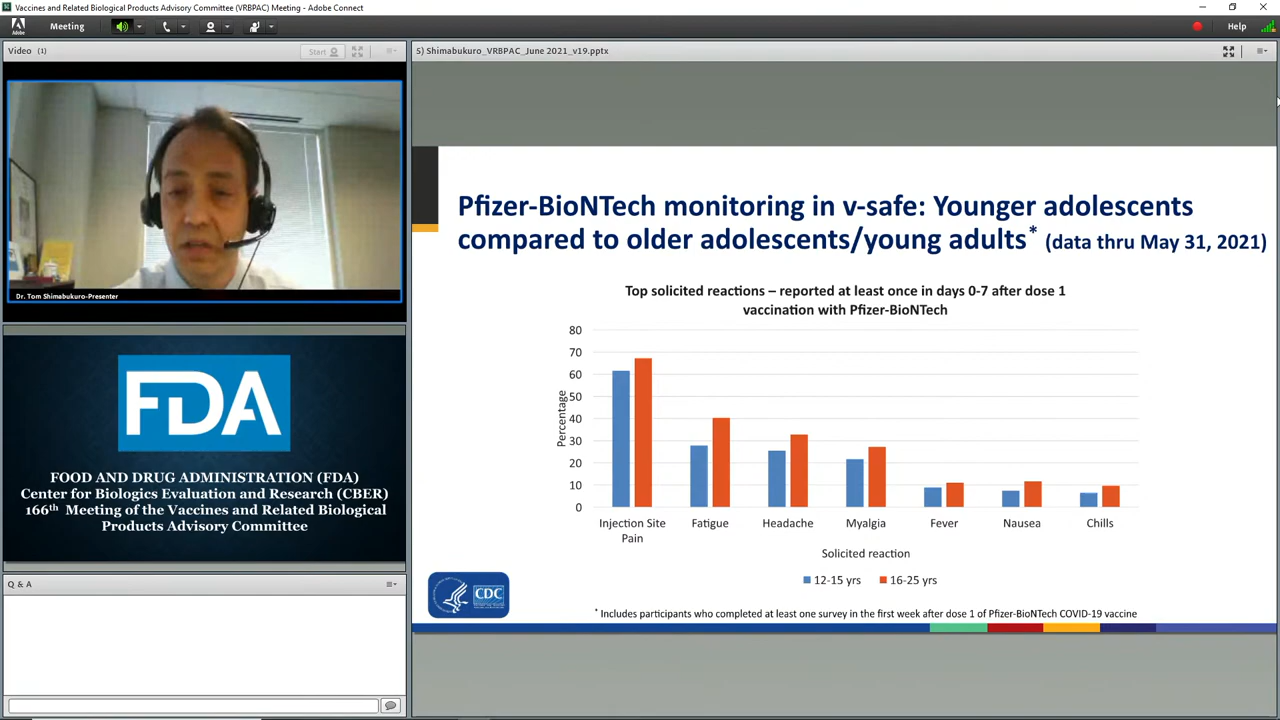 Vaccines and Related Biological Products Advisory Committee (VRBPAC) Meeting - Adobe Connect
Meeting
Help
Video (1)
Start
Dr. Tom Shimabukuro-Presenter
FDA
FOOD AND DRUG ADMINISTRATION (FDA)
Center for Biologics Evaluation and Research (CBER)
166th Meeting of the Vaccines and Related Biological
Products Advisory Committee
Q & A
5) Shimabukuro_VRBPAC_June 2021_v19.pptx
Pfizer-BioNTech monitoring in v-safe: Younger adolescents
compared to older adolescents/young adults* (data thru May 31, 2021)
Top solicited reactions – reported at least once in days 0-7 after dose 1
vaccination with Pfizer-BioNTech
Percentage
80
70
60
50
40
30
20
10
0
Injection Site Pain
Fatigue
Headache
Myalgia
Fever
Nausea
Chills
Solicited reaction
12-15 yrs 16-25 yrs
CDC
* Includes participants who completed at least one survey in the first week after dose 1 of Pfizer-BioNTech COVID-19 vaccine